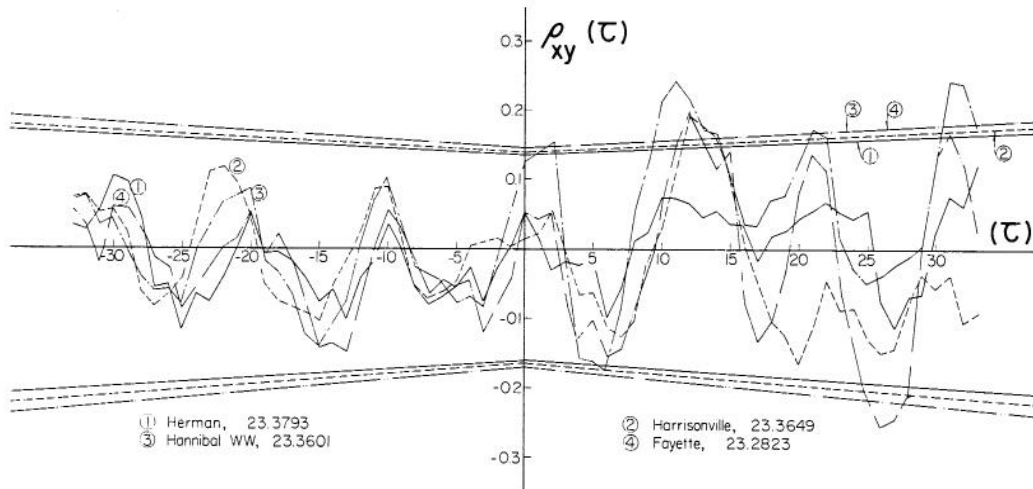 ρxy (τ)
0.3
0.2
③ ④
① ②
① ② 0.1
④ ③
(τ)
-30 -25 -20 -15 -10 -5 5 10 15 20 25 30
-0.1
-0.2
① Herman, 23.3793 ② Harrisonville, 23.3649
③ Hannibal WW, 23.3601 ④ Fayette, 23.2823
-0.3